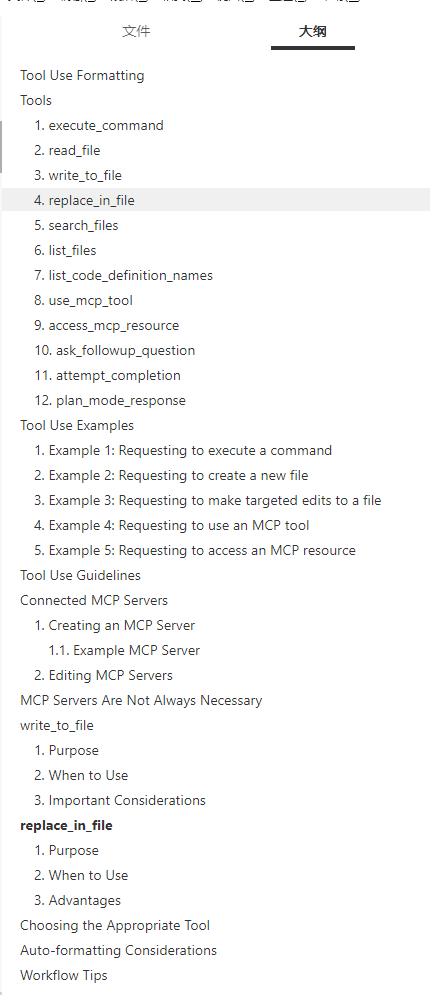 文件 大纲
Tool Use Formatting
Tools
1. execute_command
2. read_file
3. write_to_file
4. replace_in_file
5. search_files
6. list_files
7. list_code_definition_names
8. use_mcp_tool
9. access_mcp_resource
10. ask_followup_question
11. attempt_completion
12. plan_mode_response
Tool Use Examples
1. Example 1: Requesting to execute a command
2. Example 2: Requesting to create a new file
3. Example 3: Requesting to make targeted edits to a file
4. Example 4: Requesting to use an MCP tool
5. Example 5: Requesting to access an MCP resource
Tool Use Guidelines
Connected MCP Servers
1. Creating an MCP Server
1.1. Example MCP Server
2. Editing MCP Servers
MCP Servers Are Not Always Necessary
write_to_file
1. Purpose
2. When to Use
3. Important Considerations
replace_in_file
1. Purpose
2. When to Use
3. Advantages
Choosing the Appropriate Tool
Auto-formatting Considerations
Workflow Tips